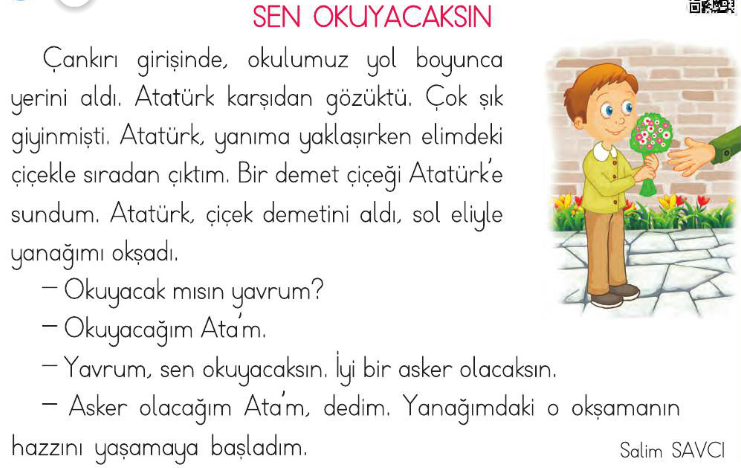 SEN OKUYACAKSIN
Çankırı girişinde, okulumuz yol boyunca
yerini aldı. Atatürk karşıdan gözüktü. Çok şık
giyinmişti. Atatürk, yanıma yaklaşırken elimdeki
çiçekle sıradan çıktım. Bir demet çiçeği Atatürk'e
sundum. Atatürk, çiçek demetini aldı, sol eliyle
yanağımı okşadı.
– Okuyacak mısın yavrum?
– Okuyacağım Ata'm.
– Yavrum, sen okuyacaksın. İyi bir asker olacaksın.
– Asker olacağım Ata'm, dedim. Yanağımdaki o okşamanın
hazzını yaşamaya başladım.
Salim SAVCI